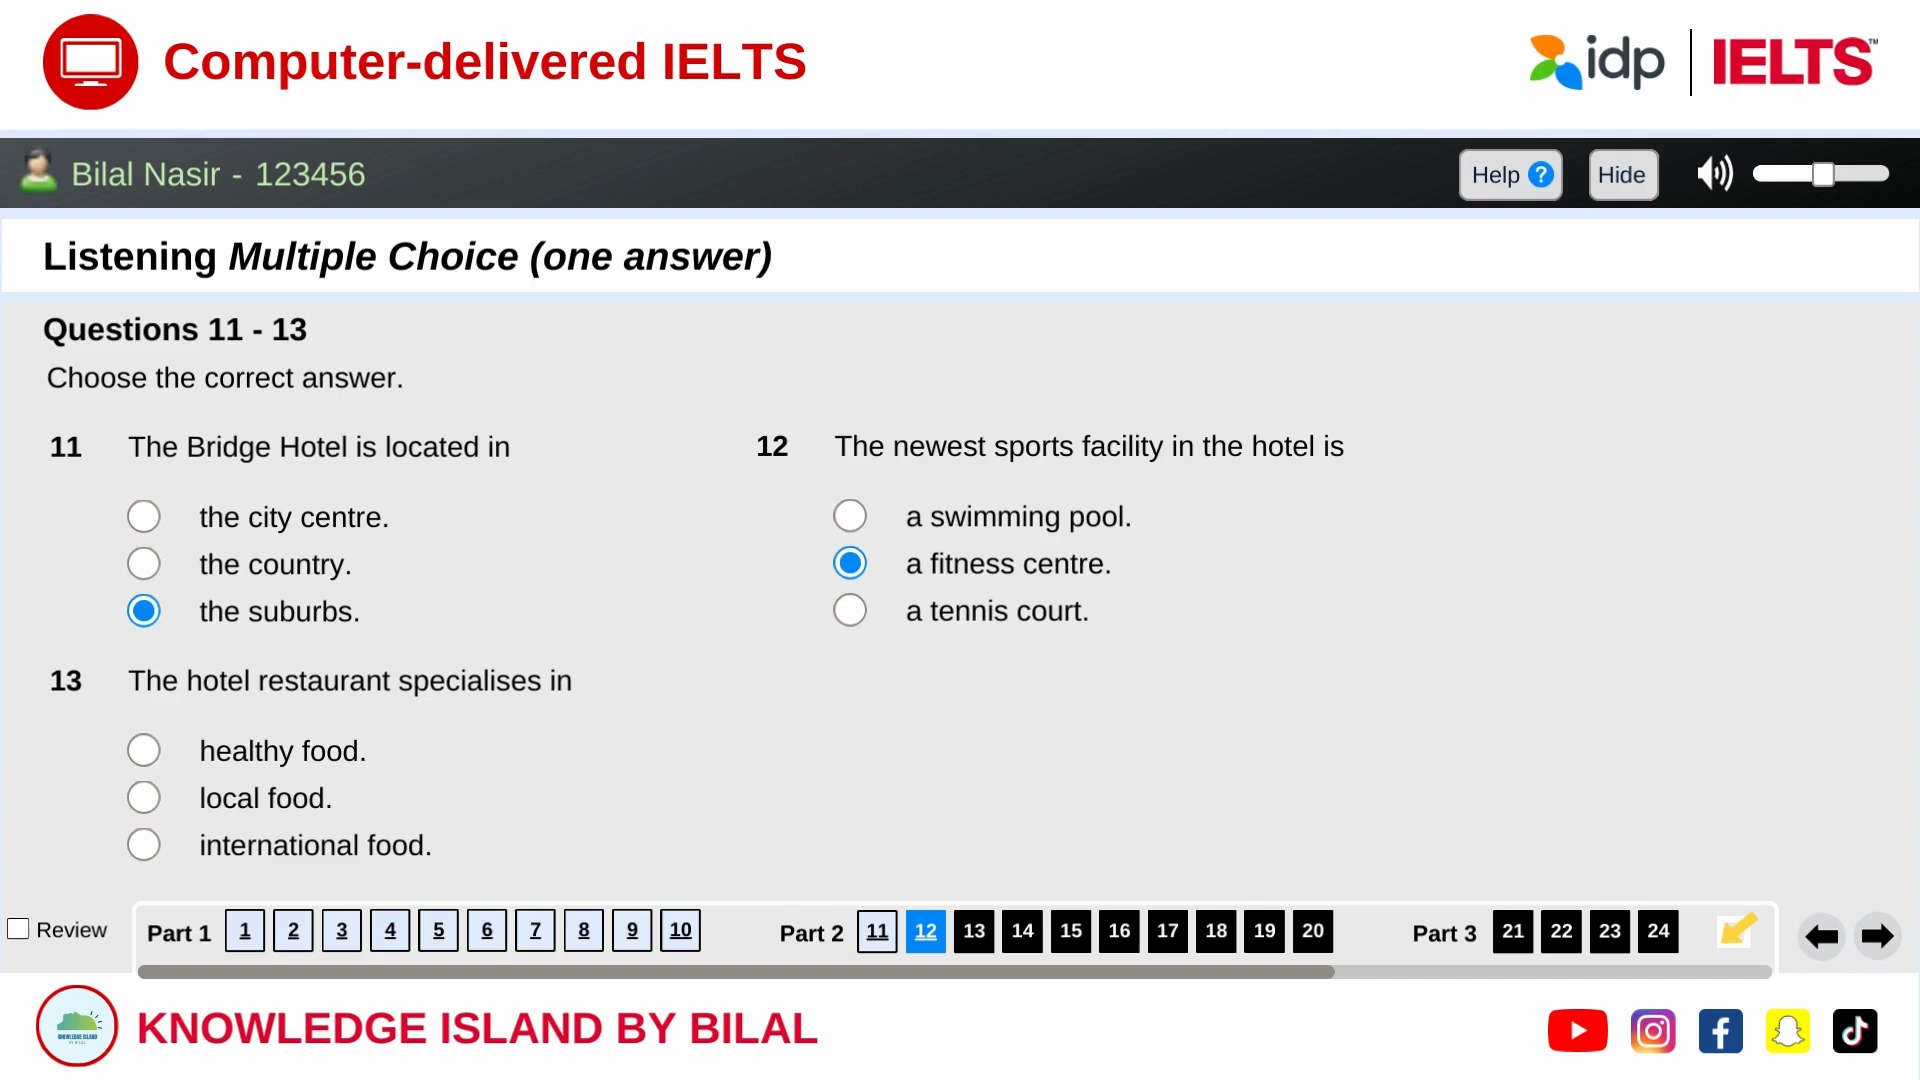 Computer-delivered IELTS
idp
IELTS™
Bilal Nasir - 123456
Help ?
Hide
Listening Multiple Choice (one answer)
Questions 11 - 13
Choose the correct answer.
11 The Bridge Hotel is located in
the city centre.
the country.
the suburbs.
12 The newest sports facility in the hotel is
a swimming pool.
a fitness centre.
a tennis court.
13 The hotel restaurant specialises in
healthy food.
local food.
international food.
Review
Part 1 1 2 3 4 5 6 7 8 9 10
Part 2 11 12 13 14 15 16 17 18 19 20
Part 3 21 22 23 24
KNOWLEDGE ISLAND
BY BILAL
KNOWLEDGE ISLAND BY BILAL